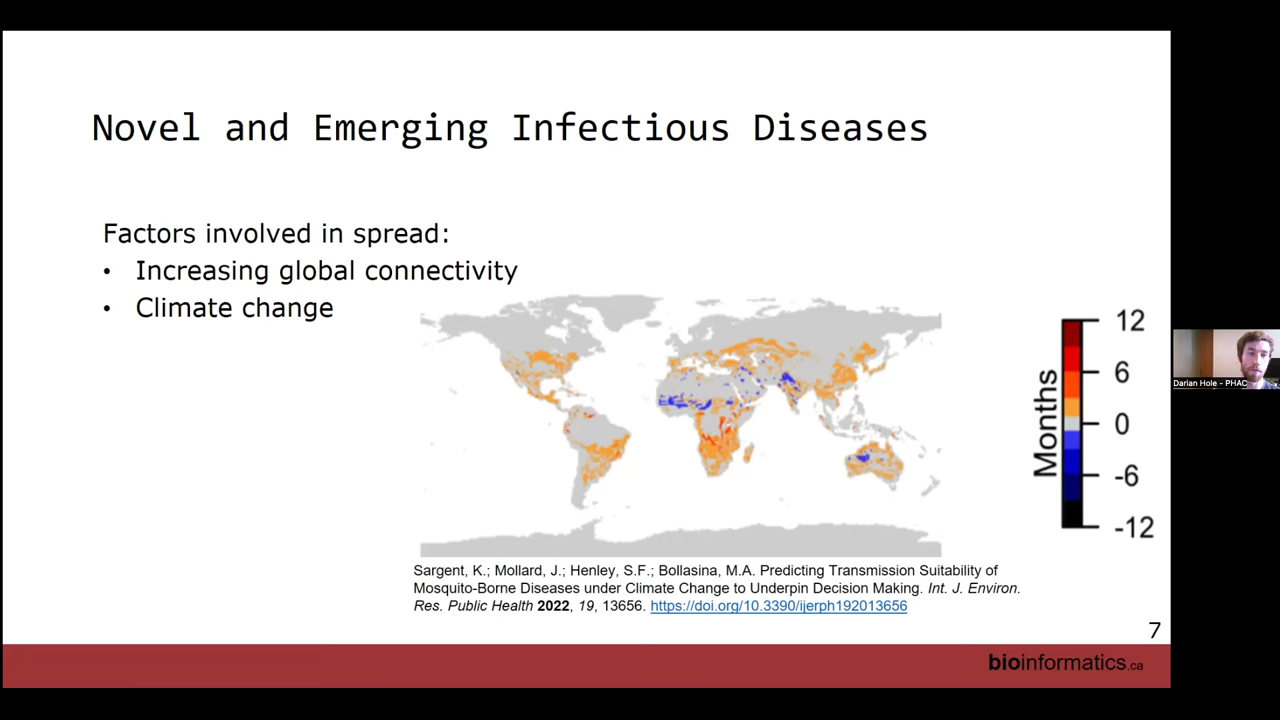 Novel and Emerging Infectious Diseases
Factors involved in spread:
• Increasing global connectivity
• Climate change
Months
12
6
0
-6
-12
Darian Hole - PHAC
Sargent, K.; Mollard, J.; Henley, S.F.; Bollasina, M.A. Predicting Transmission Suitability of
Mosquito-Borne Diseases under Climate Change to Underpin Decision Making. Int. J. Environ.
Res. Public Health 2022, 19, 13656. https://doi.org/10.3390/ijerph192013656
7
bioinformatics.ca